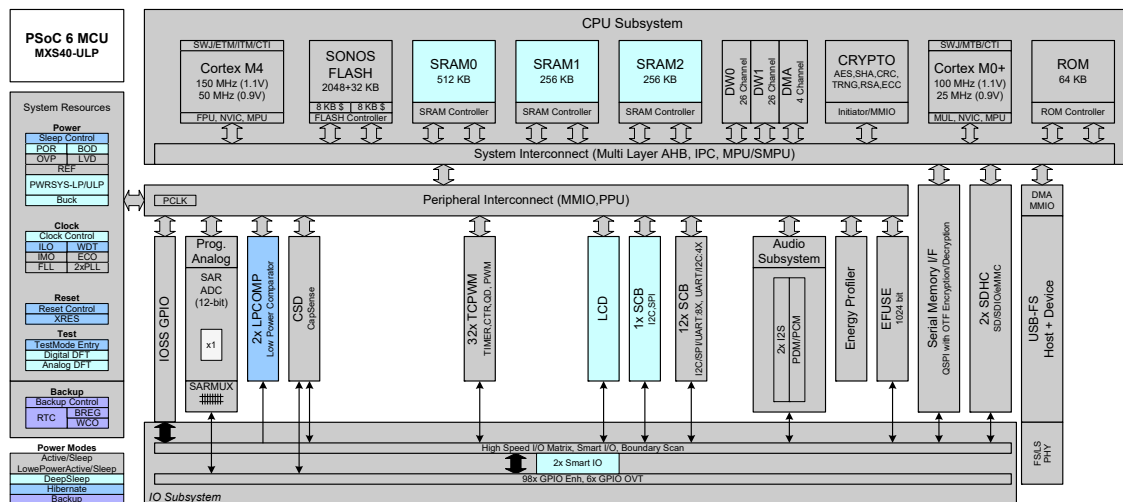 PSoC 6 MCU
MXS40-ULP
System Resources
Power
Sleep Control
POR BOD
OVP LVD
REF
PWRSYS-LP/ULP
Buck
Clock
Clock Control
ILO WDT
IMO ECO
FLL 2xPLL
Reset
Reset Control
XRES
Test
TestMode Entry
Digital DFT
Analog DFT
Backup
Backup Control
RTC BREG
WCO
Power Modes
Active/Sleep
LowePowerActive/Sleep
DeepSleep
Hibernate
Backup
CPU Subsystem
SWJ/ETM/ITM/CTI
Cortex M4
150 MHz (1.1V)
50 MHz (0.9V)
FPU, NVIC, MPU
SONOS
FLASH
2048+32 KB
8 KB $ 8 KB $
FLASH Controller
SRAM0
512 KB
SRAM Controller
SRAM1
256 KB
SRAM Controller
SRAM2
256 KB
SRAM Controller
DW0
26 Channel
DW1
26 Channel
DMA
4 Channel
CRYPTO
AES,SHA,CRC,
TRNG,RSA,ECC
Initiator/MMIO
SWJ/MTB/CTI
Cortex M0+
100 MHz (1.1V)
25 MHz (0.9V)
MUL, NVIC, MPU
ROM
64 KB
ROM Controller
System Interconnect (Multi Layer AHB, IPC, MPU/SMPU)
PCLK
Peripheral Interconnect (MMIO,PPU)
IOSS GPIO
Prog.
Analog
SAR
ADC
(12-bit)
x1
SARMUX
2x LPCOMP
Low Power Comparator
CSD
CapSense
32x TCPWM
TIMER,CTR,QD, PWM
LCD
1x SCB
I2C,SPI
12x SCB
I2C/SPI/UART:8X, UART/I2C:4X
Audio
Subsystem
2x I2S
PDM/PCM
Energy Profiler
EFUSE
1024 bit
Serial Memory I/F
QSPI with OTF Encryption/Decryption
2x SDHC
SD/SDIO/eMMC
DMA
MMIO
USB-FS
Host + Device
FS/LS
PHY
High Speed I/O Matrix, Smart I/O, Boundary Scan
2x Smart IO
98x GPIO Enh, 6x GPIO OVT
IO Subsystem